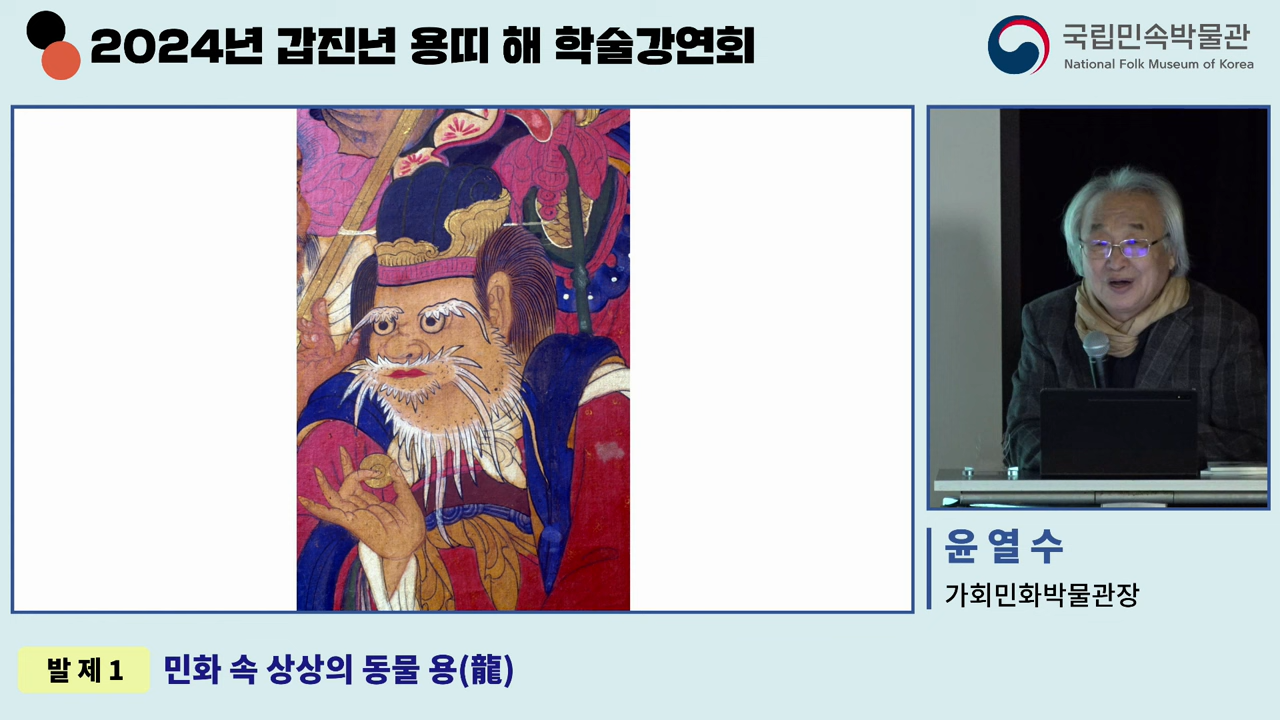 2024년 갑진년 용띠 해 학술강연회
국립민속박물관
National Folk Museum of Korea
윤열수
가회민화박물관장
발제1
민화 속 상상의 동물 용(龍)